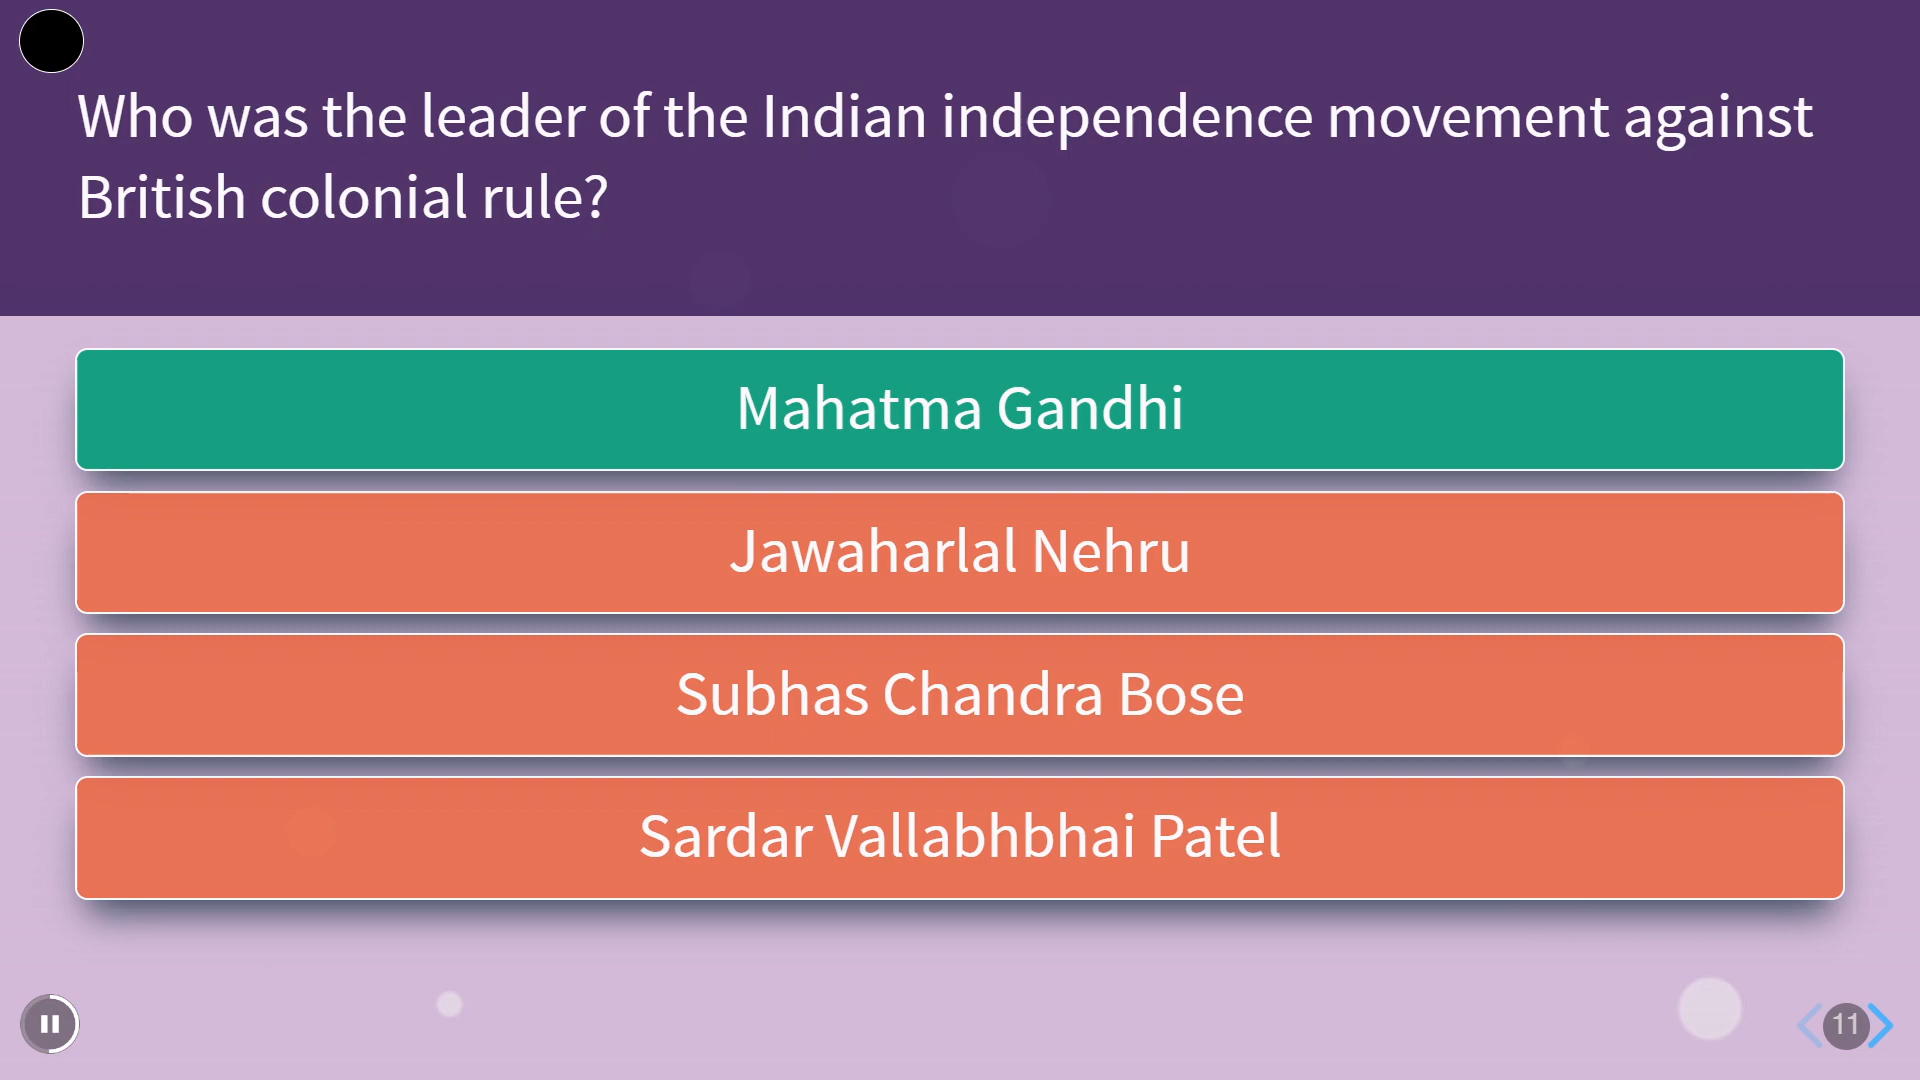 Who was the leader of the Indian independence movement against
British colonial rule?
Mahatma Gandhi
Jawaharlal Nehru
Subhas Chandra Bose
Sardar Vallabhbhai Patel
11